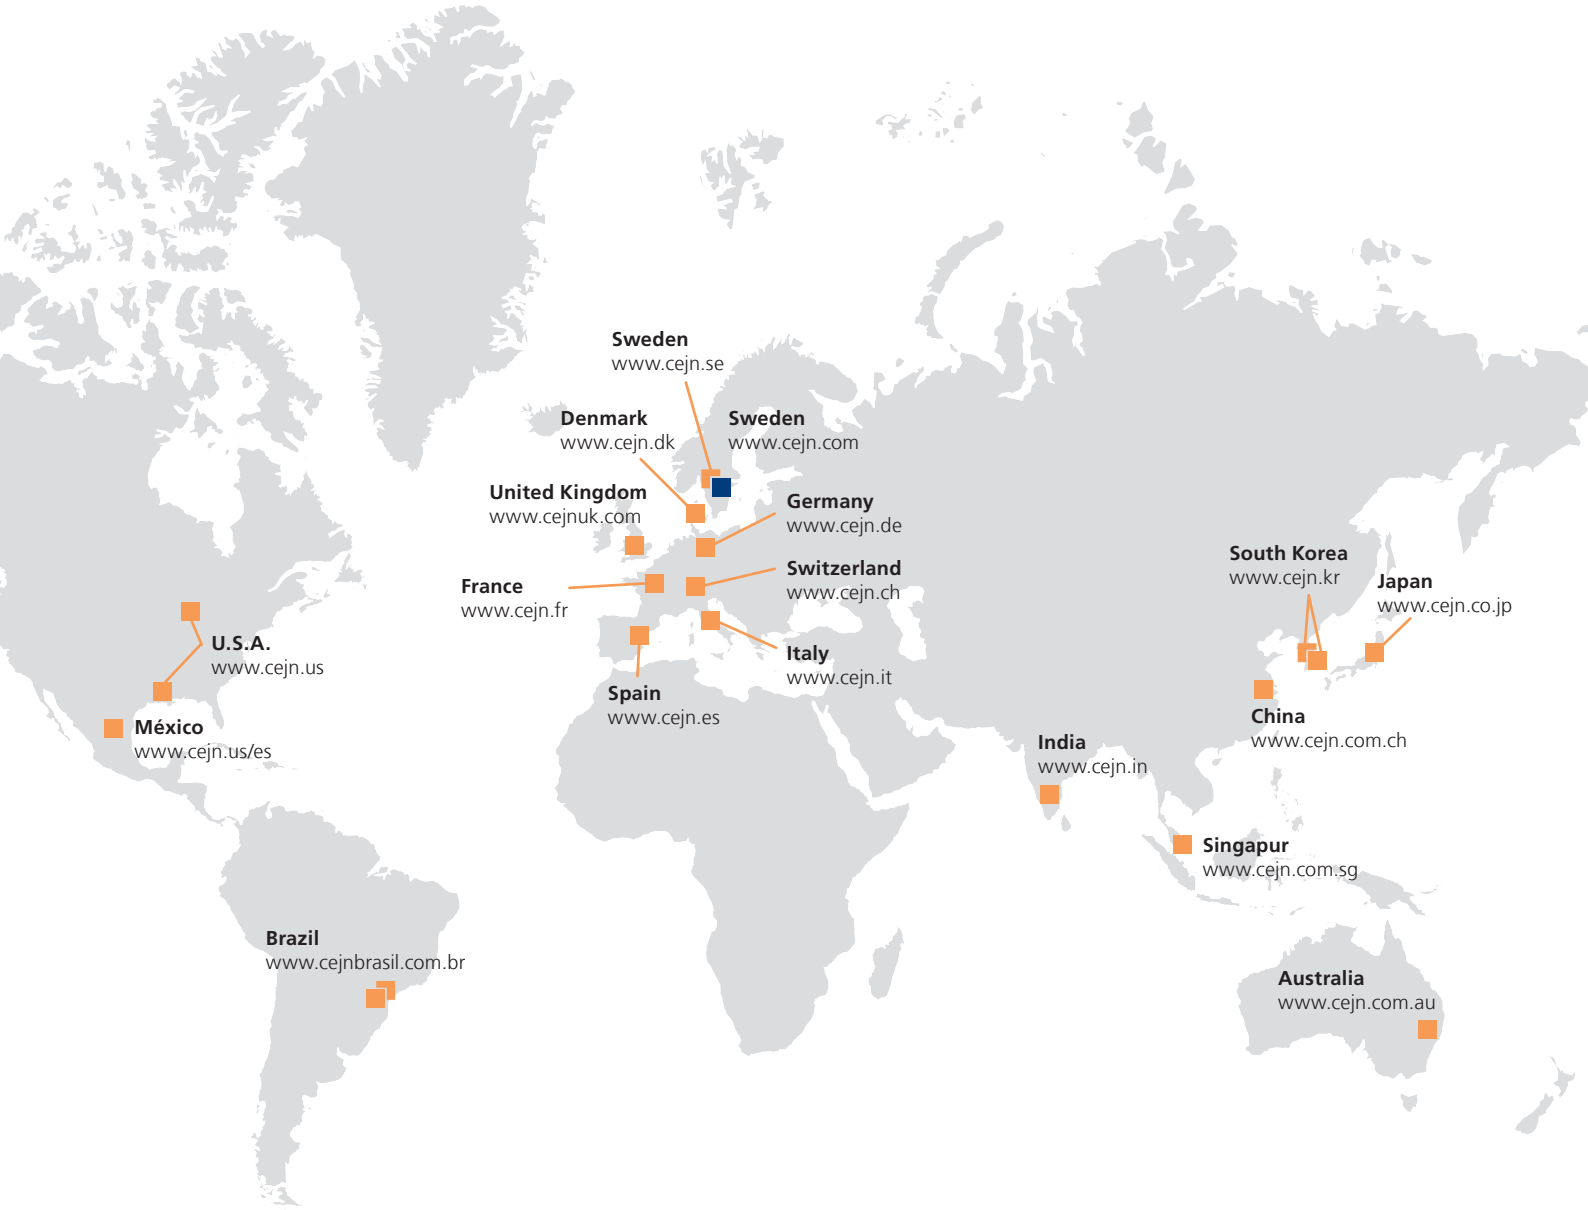 Sweden
www.cejn.se
Denmark
www.cejn.dk
Sweden
www.cejn.com
United Kingdom
www.cejnuk.com
Germany
www.cejn.de
France
www.cejn.fr
Switzerland
www.cejn.ch
South Korea
www.cejn.kr
Japan
www.cejn.co.jp
U.S.A.
www.cejn.us
Italy
www.cejn.it
Spain
www.cejn.es
México
www.cejn.us/es
China
www.cejn.com.ch
India
www.cejn.in
Singapur
www.cejn.com.sg
Brazil
www.cejnbrasil.com.br
Australia
www.cejn.com.au